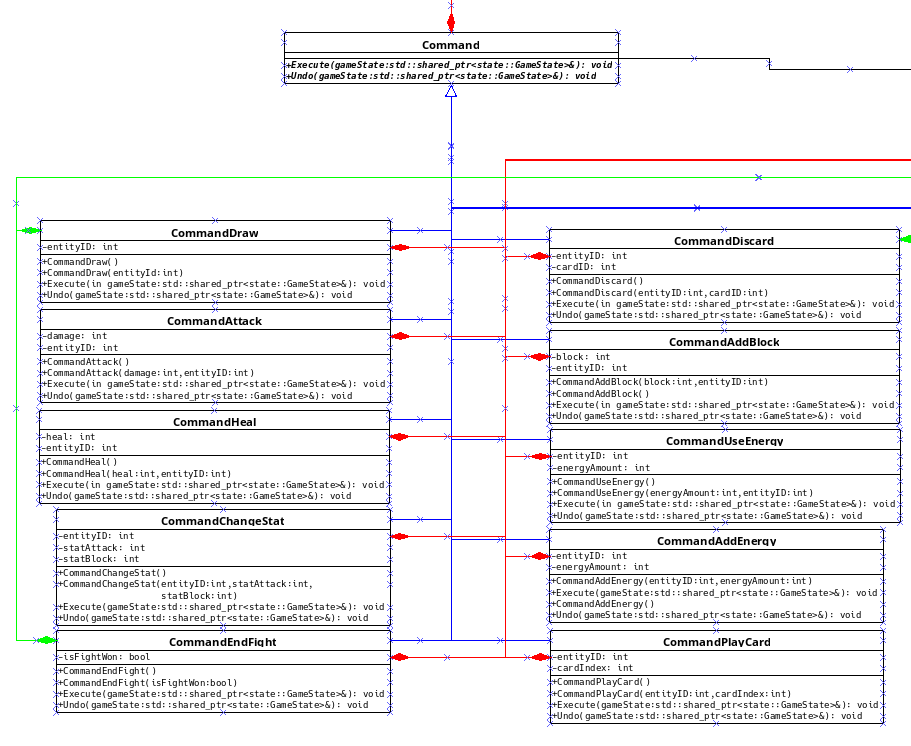 Command
+Execute(gameState:std::shared_ptr<state::GameState>&): void
+Undo(gameState:std::shared_ptr<state::GameState>&): void
CommandDraw
-entityID: int
+CommandDraw()
+CommandDraw(entityId:int)
+Execute(in gameState:std::shared_ptr<state::GameState>&): void
+Undo(gameState:std::shared_ptr<state::GameState>&): void
CommandAttack
-damage: int
-entityID: int
+CommandAttack()
+CommandAttack(damage:int,entityID:int)
+Execute(in gameState:std::shared_ptr<state::GameState>&): void
+Undo(gameState:std::shared_ptr<state::GameState>&): void
CommandHeal
-heal: int
-entityID: int
+CommandHeal()
+CommandHeal(heal:int,entityID:int)
+Execute(in gameState:std::shared_ptr<state::GameState>&): void
+Undo(gameState:std::shared_ptr<state::GameState>&): void
CommandChangeStat
-entityID: int
-statAttack: int
-statBlock: int
+CommandChangeStat()
+CommandChangeStat(entityID:int,statAttack:int,
statBlock:int)
+Execute(gameState:std::shared_ptr<state::GameState>&): void
+Undo(gameState:std::shared_ptr<state::GameState>&): void
CommandEndFight
-isFightWon: bool
+CommandEndFight()
+CommandEndFight(isFightWon:bool)
+Execute(gameState:std::shared_ptr<state::GameState>&): void
+Undo(gameState:std::shared_ptr<state::GameState>&): void
CommandDiscard
-entityID: int
-cardID: int
+CommandDiscard()
+CommandDiscard(entityID:int,cardID:int)
+Execute(in gameState:std::shared_ptr<state::GameState>&): void
+Undo(gameState:std::shared_ptr<state::GameState>&): void
CommandAddBlock
-block: int
-entityID: int
+CommandAddBlock(block:int,entityID:int)
+CommandAddBlock()
+Execute(in gameState:std::shared_ptr<state::GameState>&): void
+Undo(gameState:std::shared_ptr<state::GameState>&): void
CommandUseEnergy
-entityID: int
-energyAmount: int
+CommandUseEnergy()
+CommandUseEnergy(energyAmount:int,entityID:int)
+Execute(in gameState:std::shared_ptr<state::GameState>&): void
+Undo(gameState:std::shared_ptr<state::GameState>&): void
CommandAddEnergy
-entityID: int
-energyAmount: int
+CommandAddEnergy(entityID:int,energyAmount:int)
+Execute(gameState:std::shared_ptr<state::GameState>&): void
+CommandAddEnergy()
+Undo(gameState:std::shared_ptr<state::GameState>&): void
CommandPlayCard
-entityID: int
-cardIndex: int
+CommandPlayCard()
+CommandPlayCard(entityID:int,cardIndex:int)
+Execute(gameState:std::shared_ptr<state::GameState>&): void
+Undo(gameState:std::shared_ptr<state::GameState>&): void